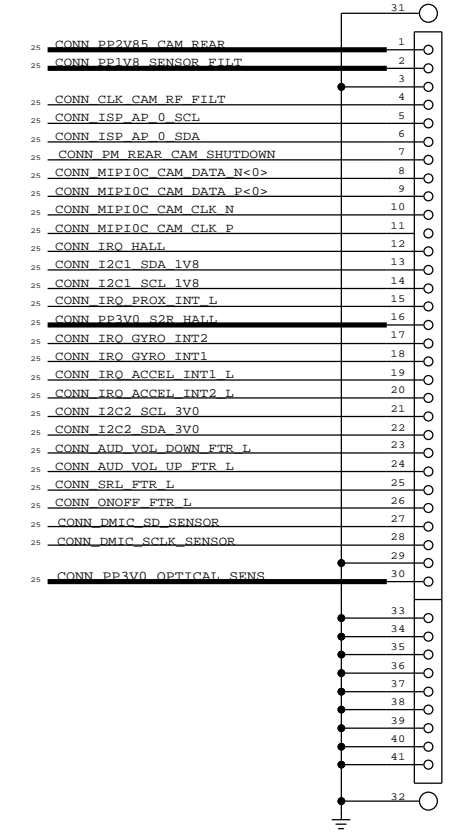 31
25 CONN_PP2V85_CAM_REAR 1
25 CONN_PP1V8_SENSOR_FILT 2
3
25 CONN_CLK_CAM_RF_FILT 4
25 CONN_ISP_AP_0_SCL 5
25 CONN_ISP_AP_0_SDA 6
25 CONN_PM_REAR_CAM_SHUTDOWN 7
25 CONN_MIPI0C_CAM_DATA_N<0> 8
25 CONN_MIPI0C_CAM_DATA_P<0> 9
25 CONN_MIPI0C_CAM_CLK_N 10
25 CONN_MIPI0C_CAM_CLK_P 11
25 CONN_IRQ_HALL 12
25 CONN_I2C1_SDA_1V8 13
25 CONN_I2C1_SCL_1V8 14
25 CONN_IRQ_PROX_INT_L 15
25 CONN_PP3V0_S2R_HALL 16
25 CONN_IRQ_GYRO_INT2 17
25 CONN_IRQ_GYRO_INT1 18
25 CONN_IRQ_ACCEL_INT1_L 19
25 CONN_IRQ_ACCEL_INT2_L 20
25 CONN_I2C2_SCL_3V0 21
25 CONN_I2C2_SDA_3V0 22
25 CONN_AUD_VOL_DOWN_FTR_L 23
25 CONN_AUD_VOL_UP_FTR_L 24
25 CONN_SRL_FTR_L 25
25 CONN_ONOFF_FTR_L 26
25 CONN_DMIC_SD_SENSOR 27
25 CONN_DMIC_SCLK_SENSOR 28
29
25 CONN_PP3V0_OPTICAL_SENS 30
33
34
35
36
37
38
39
40
41
32